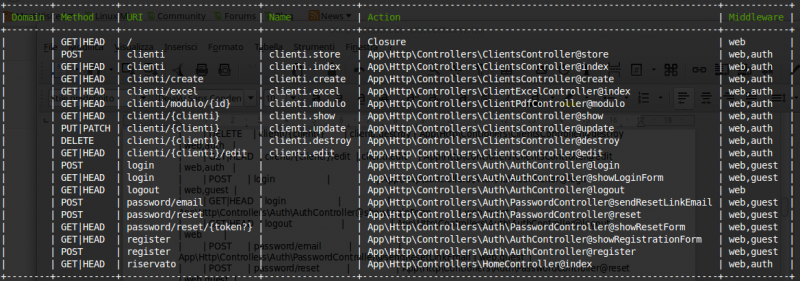 | Domain | Method | URI | Name | Action | Middleware |
| | GET|HEAD | / | | Closure | web |
| | POST | clienti | clienti.store | App\Http\Controllers\ClientsController@store | web,auth |
| | GET|HEAD | clienti | clienti.index | App\Http\Controllers\ClientsController@index | web,auth |
| | GET|HEAD | clienti/create | clienti.create | App\Http\Controllers\ClientsController@create | web,auth |
| | GET|HEAD | clienti/excel | clienti.excel | App\Http\Controllers\ClientExcelController@index | web,auth |
| | GET|HEAD | clienti/modulo/{id} | clienti.modulo | App\Http\Controllers\ClientPdfController@modulo | web,auth |
| | GET|HEAD | clienti/{clienti} | clienti.show | App\Http\Controllers\ClientsController@show | web,auth |
| | PUT|PATCH | clienti/{clienti} | clienti.update | App\Http\Controllers\ClientsController@update | web,auth |
| | DELETE | clienti/{clienti} | clienti.destroy | App\Http\Controllers\ClientsController@destroy | web,auth |
| | GET|HEAD | clienti/{clienti}/edit | clienti.edit | App\Http\Controllers\ClientsController@edit | web,auth |
| | POST | login | | App\Http\Controllers\Auth\AuthController@login | web,guest |
| | GET|HEAD | login | | App\Http\Controllers\Auth\AuthController@showLoginForm | web,guest |
| | GET|HEAD | logout | | App\Http\Controllers\Auth\AuthController@logout | web |
| | POST | password/email | | App\Http\Controllers\Auth\PasswordController@sendResetLinkEmail | web,guest |
| | POST | password/reset | | App\Http\Controllers\Auth\PasswordController@reset | web,guest |
| | GET|HEAD | password/reset/{token?} | | App\Http\Controllers\Auth\PasswordController@showResetForm | web,guest |
| | GET|HEAD | register | | App\Http\Controllers\Auth\AuthController@showRegistrationForm | web,guest |
| | POST | register | | App\Http\Controllers\Auth\AuthController@register | web,guest |
| | GET|HEAD | riservato | | App\Http\Controllers\HomeController@index | web,auth |